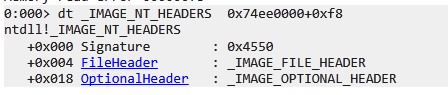 0:000> dt _IMAGE_NT_HEADERS  0x74ee0000+0xf8
ntdll!_IMAGE_NT_HEADERS
   +0x000 Signature        : 0x4550
   +0x004 FileHeader       : _IMAGE_FILE_HEADER
   +0x018 OptionalHeader   : _IMAGE_OPTIONAL_HEADER